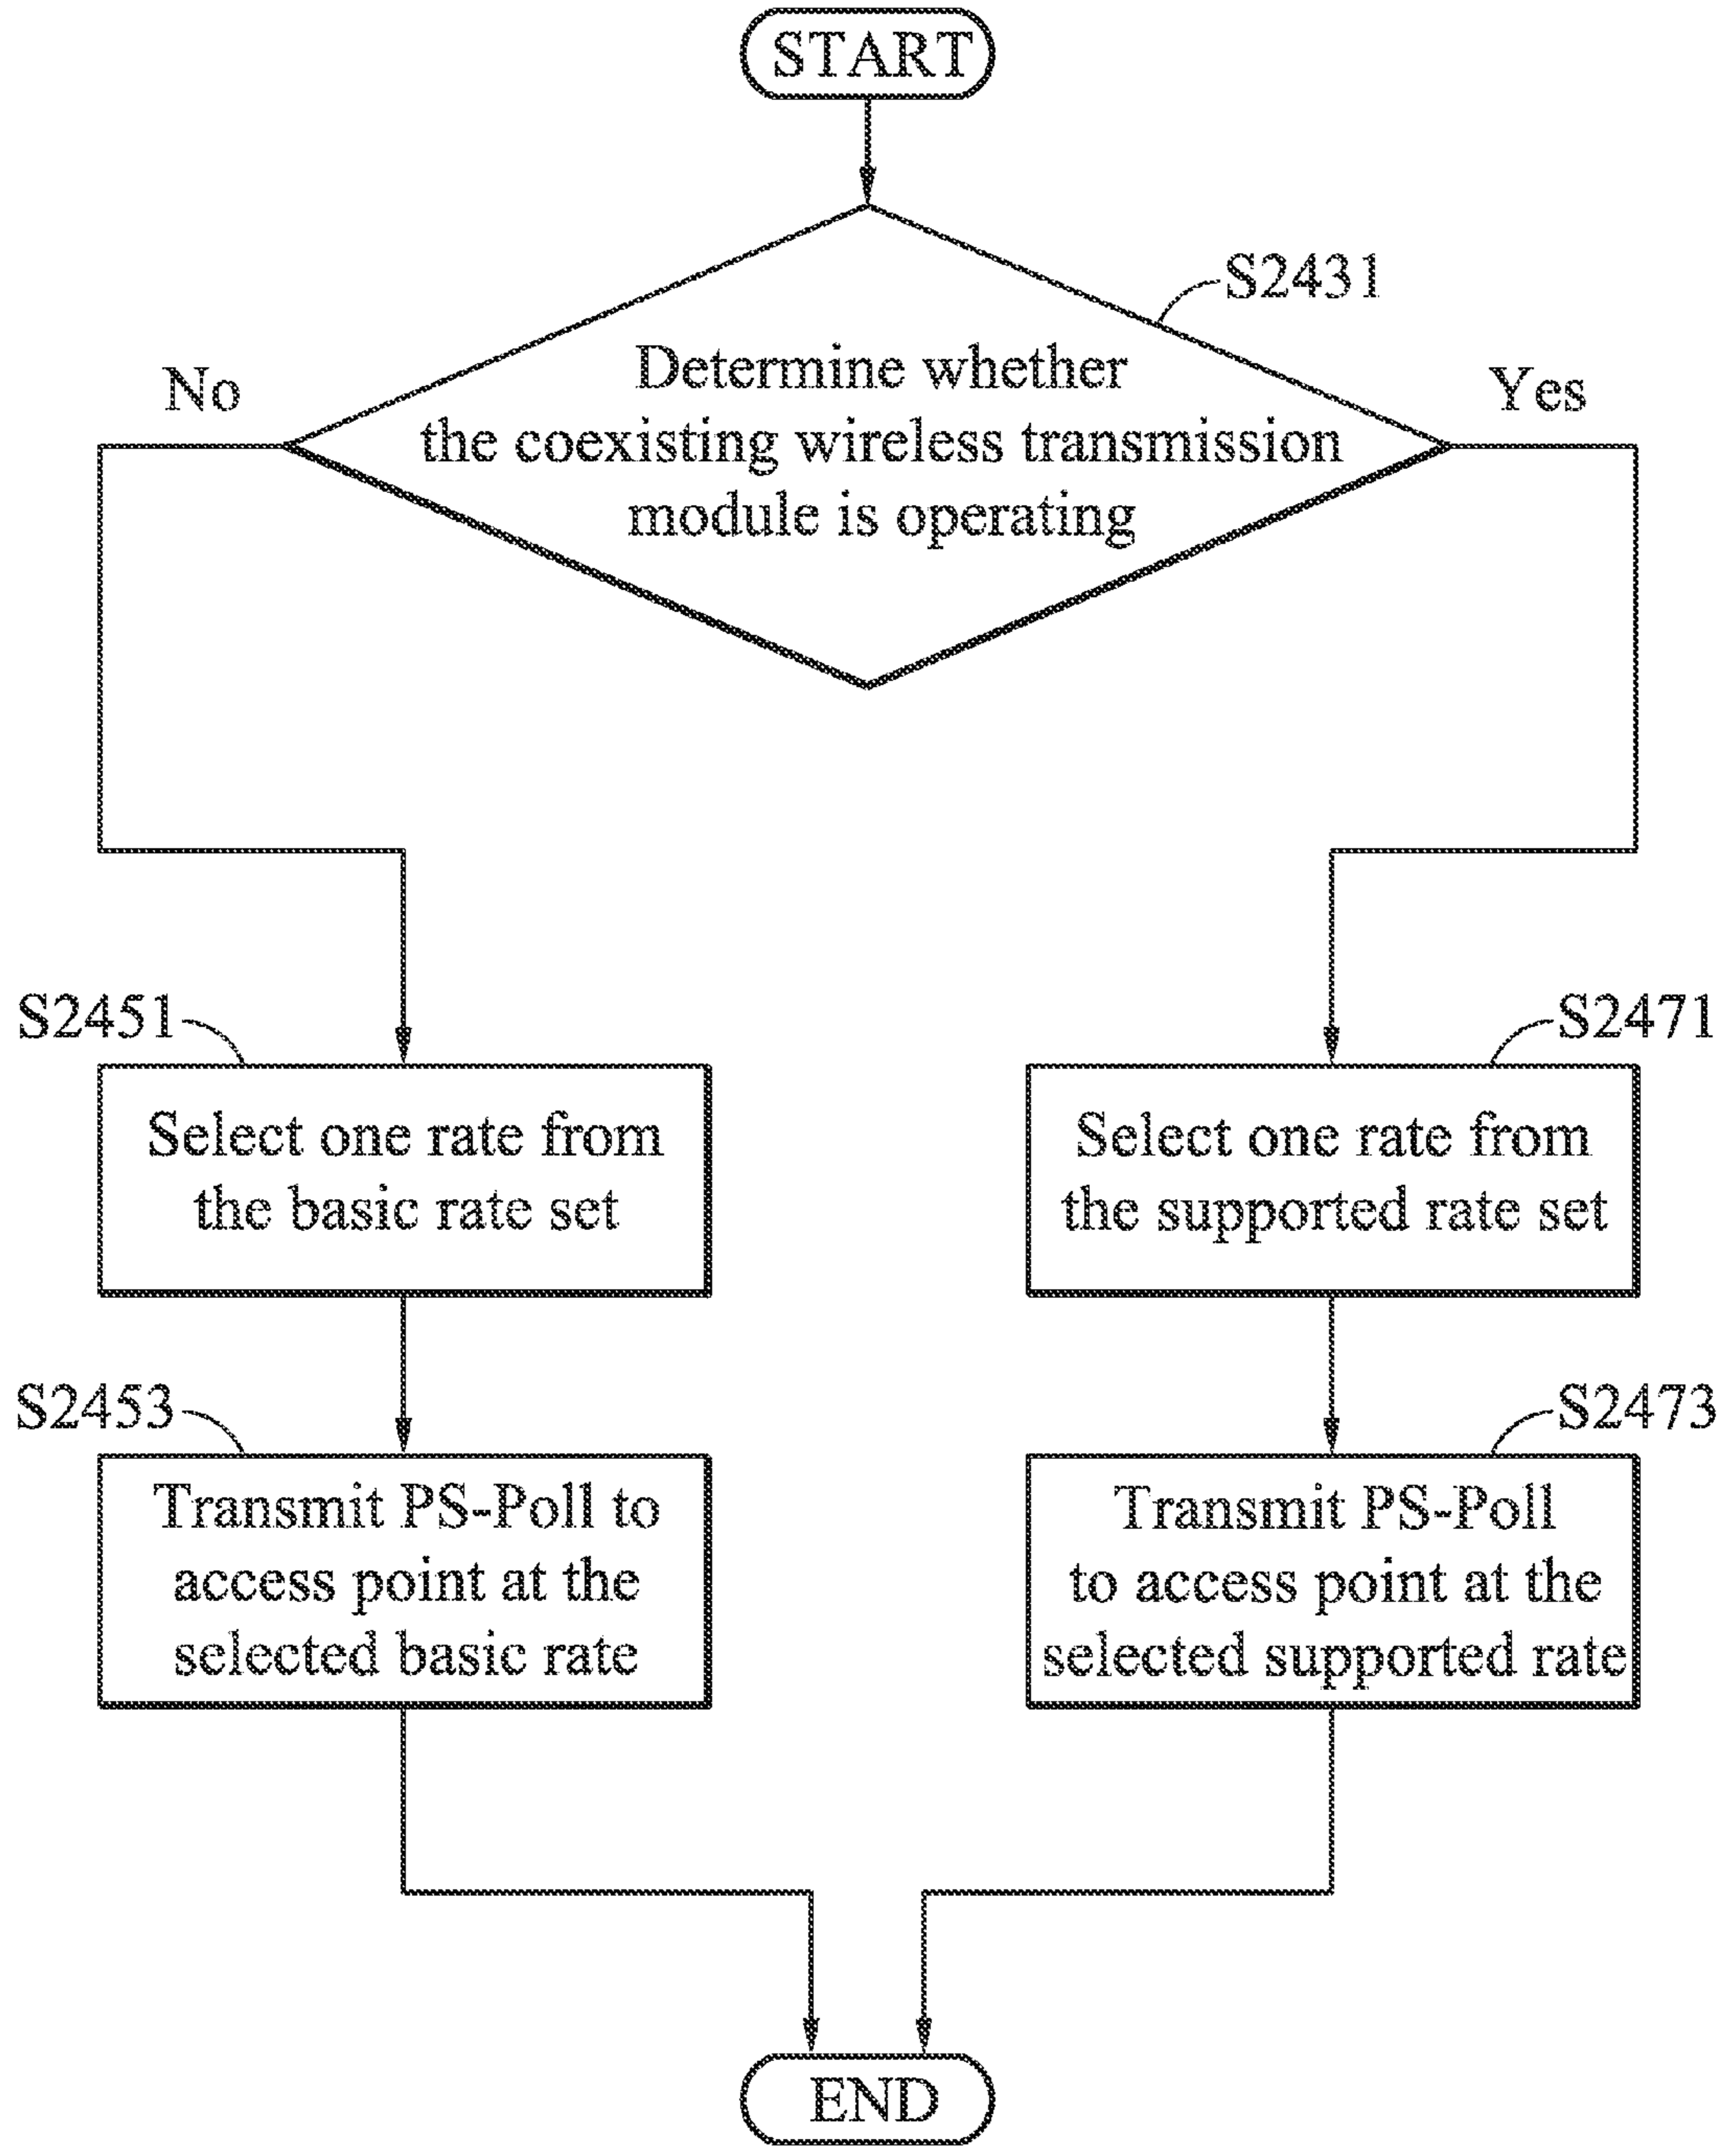 START
S2431
Determine whether
the coexisting wireless transmission
module is operating
No
Yes
S2451
Select one rate from
the basic rate set
S2471
Select one rate from
the supported rate set
S2453
Transmit PS-Poll to
access point at the
selected basic rate
S2473
Transmit PS-Poll
to access point at the
selected supported rate
END